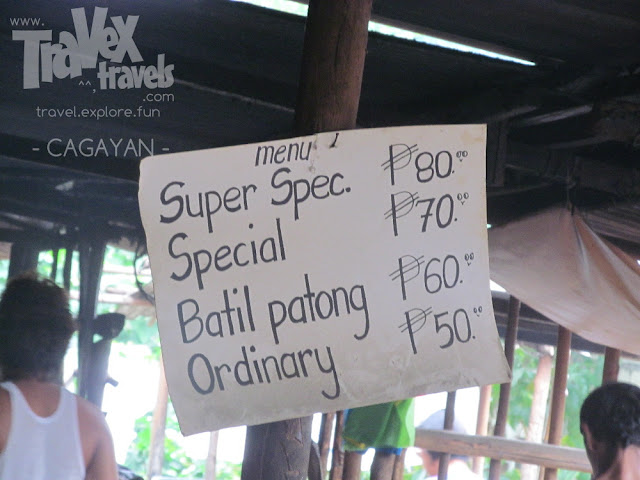 www.
TRaVex
travels
.com
travel.explore.fun
- CAGAYAN -
menu
Super Spec. ₱80.00
Special ₱70.00
Batil patong ₱60.00
Ordinary ₱50.00